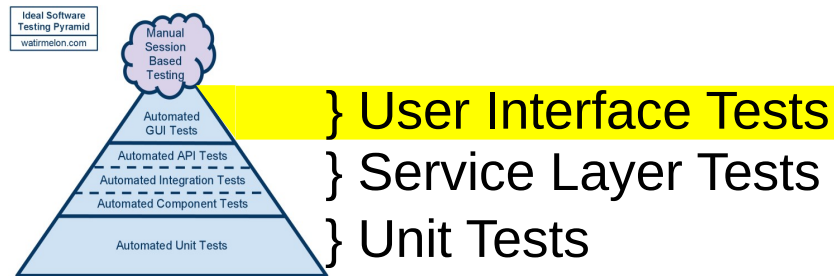 Ideal Software
Testing Pyramid
watirmelon.com
Manual
Session
Based
Testing
Automated
GUI Tests
Automated API Tests
Automated Integration Tests
Automated Component Tests
Automated Unit Tests
} User Interface Tests
} Service Layer Tests
} Unit Tests